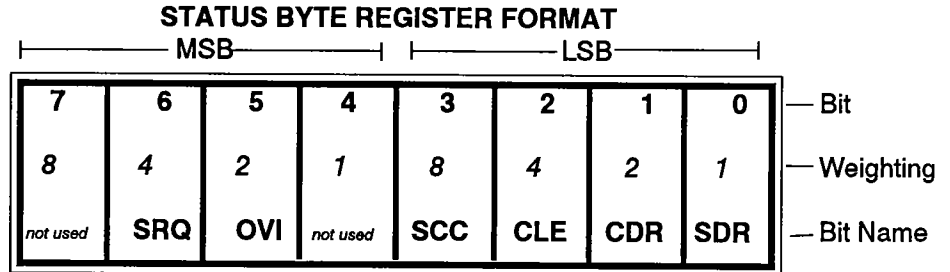 STATUS BYTE REGISTER FORMAT
MSB LSB
7 6 5 4 3 2 1 0 Bit
8 4 2 1 8 4 2 1 Weighting
not used SRQ OVI not used SCC CLE CDR SDR Bit Name